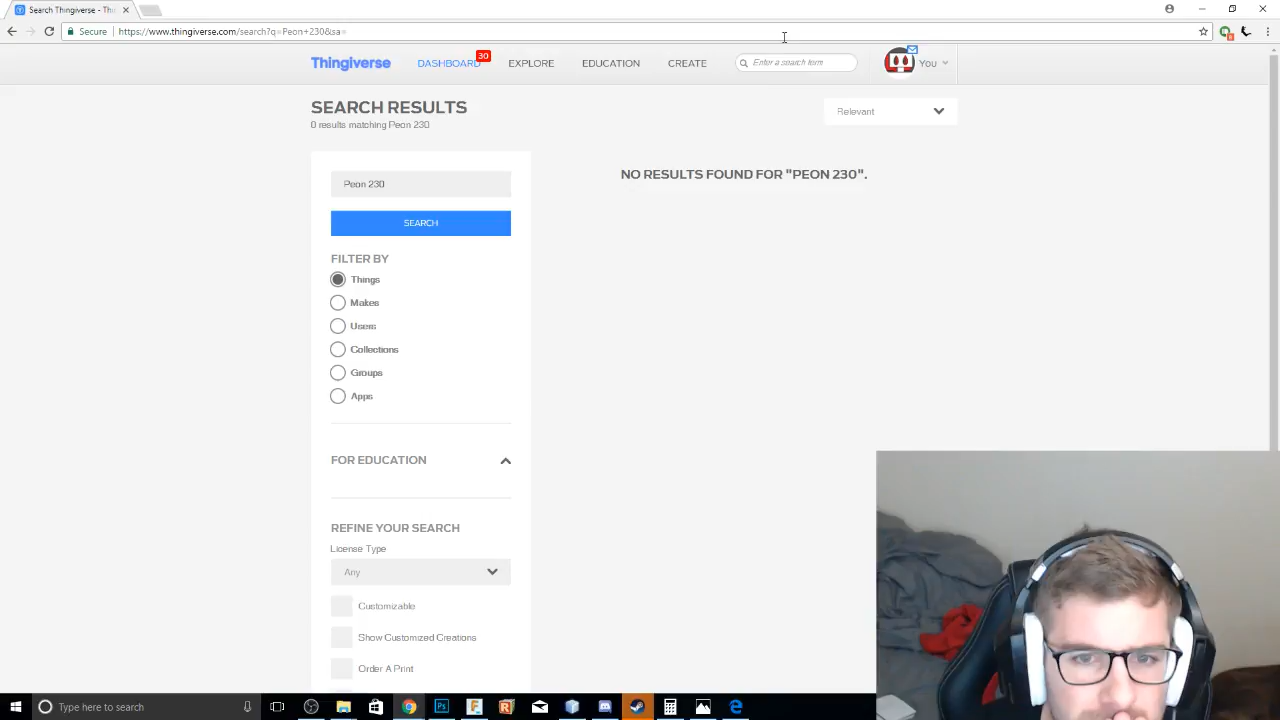 Search Thingiverse - Thi
Secure
https://www.thingiverse.com/search?q=Peon+230&sa=
Thingiverse
DASHBOARD
30
EXPLORE
EDUCATION
CREATE
Enter a search term
You
SEARCH RESULTS
0 results matching Peon 230
Relevant
Peon 230
NO RESULTS FOUND FOR "PEON 230".
SEARCH
FILTER BY
Things
Makes
Users
Collections
Groups
Apps
FOR EDUCATION
REFINE YOUR SEARCH
License Type
Any
Customizable
Show Customized Creations
Order A Print
Type here to search